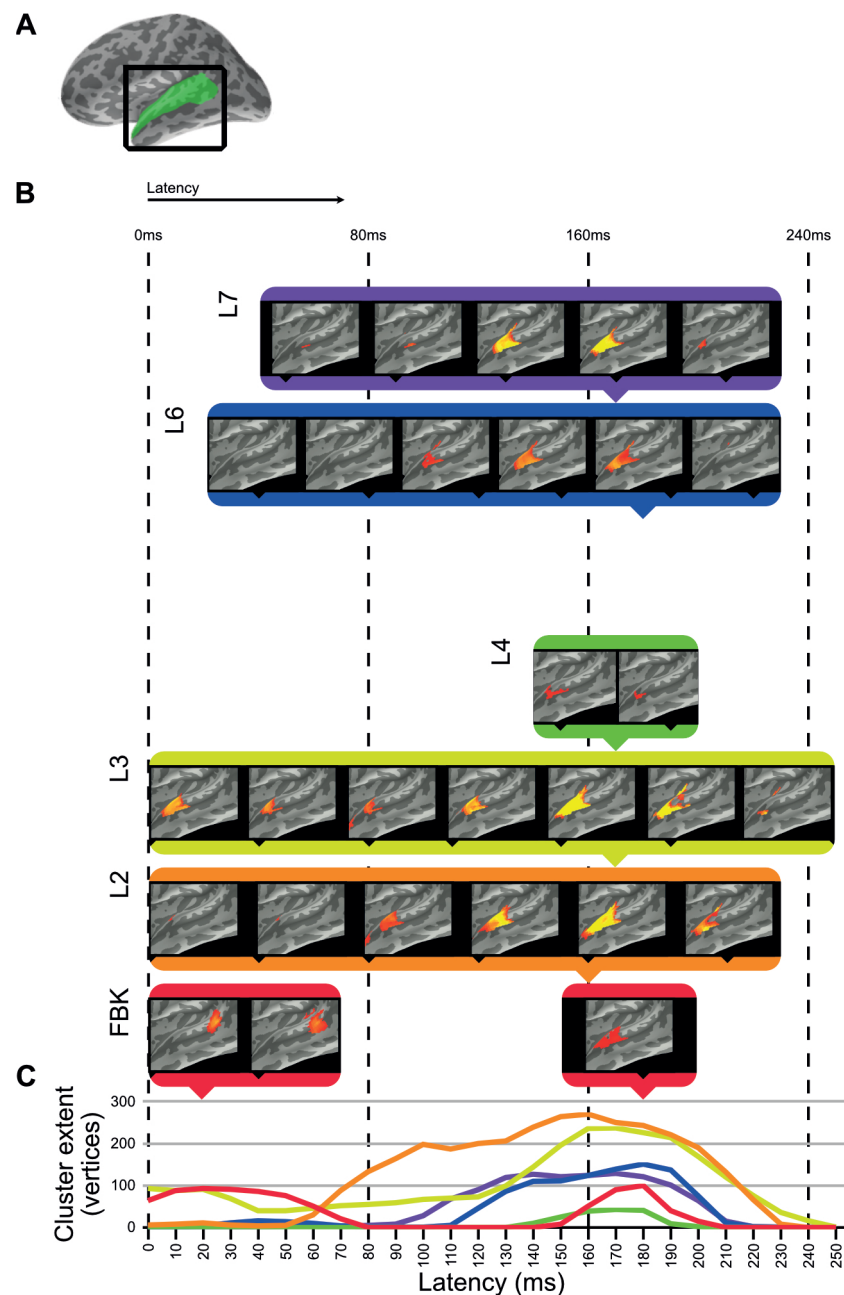 A
B
Latency
0ms 80ms 160ms 240ms
L7
L6
L4
L3
L2
FBK
C
300
200
100
0
Cluster extent
(vertices)
0 10 20 30 40 50 60 70 80 90 100 110 120 130 140 150 160 170 180 190 200 210 220 230 240 250
Latency (ms)